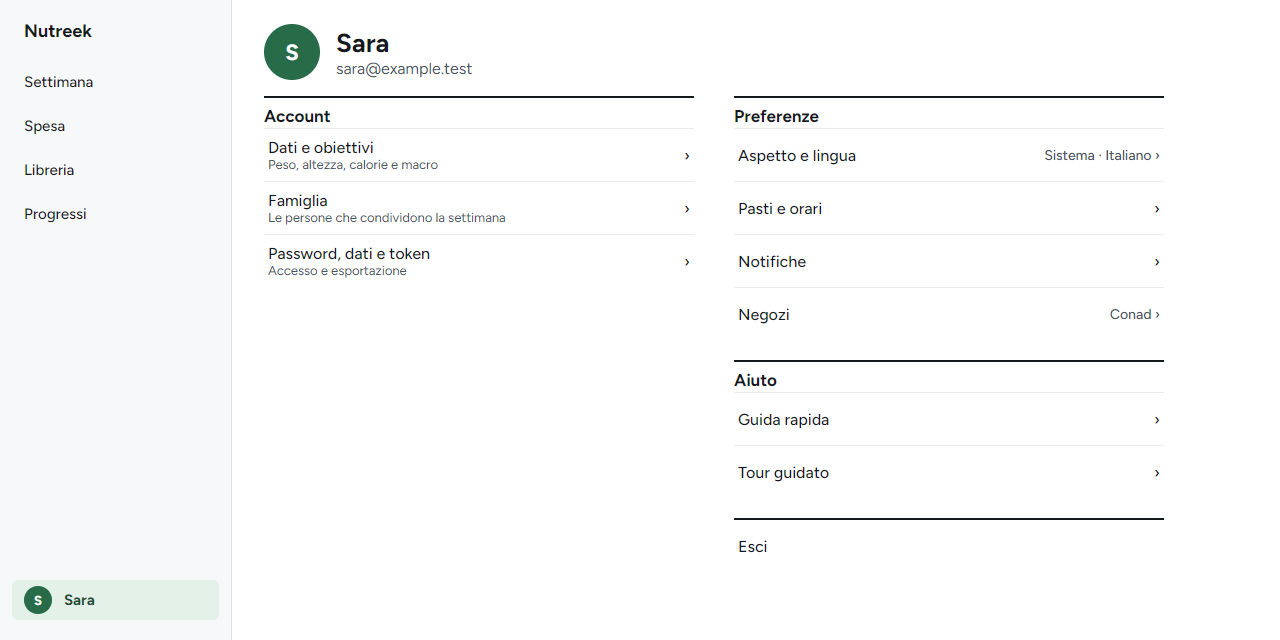 Nutreek
Settimana
Spesa
Libreria
Progressi
S
Sara
S
Sara
sara@example.test
Account
Dati e obiettivi
Peso, altezza, calorie e macro
›
Famiglia
Le persone che condividono la settimana
›
Password, dati e token
Accesso e esportazione
›
Preferenze
Aspetto e lingua
Sistema · Italiano ›
Pasti e orari
›
Notifiche
›
Negozi
Conad ›
Aiuto
Guida rapida
›
Tour guidato
›
Esci